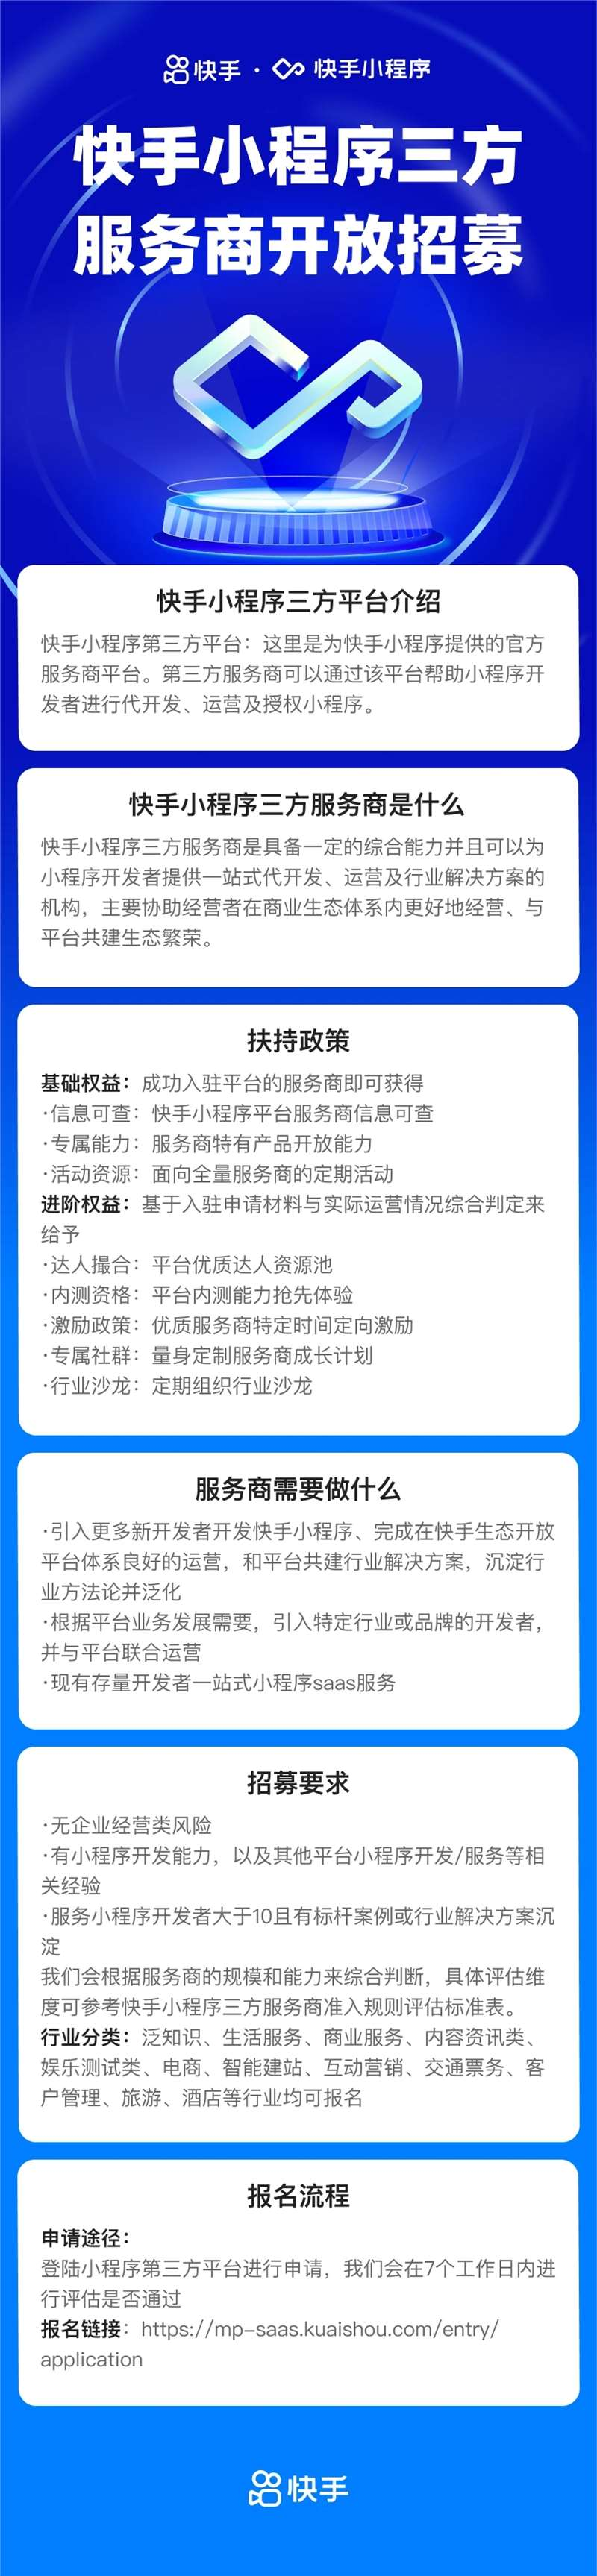 快手 · 快手小程序
快手小程序三方
服务商开放招募
快手小程序三方平台介绍
快手小程序第三方平台：这里是为快手小程序提供的官方
服务商平台。第三方服务商可以通过该平台帮助小程序开
发者进行代开发、运营及授权小程序。
快手小程序三方服务商是什么
快手小程序三方服务商是具备一定的综合能力并且可以为
小程序开发者提供一站式代开发、运营及行业解决方案的
机构，主要协助经营者在商业生态体系内更好地经营、与
平台共建生态繁荣。
扶持政策
基础权益：成功入驻平台的服务商即可获得
·信息可查：快手小程序平台服务商信息可查
·专属能力：服务商特有产品开放能力
·活动资源：面向全量服务商的定期活动
进阶权益：基于入驻申请材料与实际运营情况综合判定来
给予
·达人撮合：平台优质达人资源池
·内测资格：平台内测能力抢先体验
·激励政策：优质服务商特定时间定向激励
·专属社群：量身定制服务商成长计划
·行业沙龙：定期组织行业沙龙
服务商需要做什么
·引入更多新开发者开发快手小程序、完成在快手生态开放
平台体系良好的运营，和平台共建行业解决方案，沉淀行
业方法论并泛化
·根据平台业务发展需要，引入特定行业或品牌的开发者，
并与平台联合运营
·现有存量开发者一站式小程序saas服务
招募要求
·无企业经营类风险
·有小程序开发能力，以及其他平台小程序开发/服务等相
关经验
·服务小程序开发者大于10且有标杆案例或行业解决方案沉
淀
我们会根据服务商的规模和能力来综合判断，具体评估维
度可参考快手小程序三方服务商准入规则评估标准表。
行业分类：泛知识、生活服务、商业服务、内容资讯类、
娱乐测试类、电商、智能建站、互动营销、交通票务、客
户管理、旅游、酒店等行业均可报名
报名流程
申请途径：
登陆小程序第三方平台进行申请，我们会在7个工作日内进
行评估是否通过
报名链接：https://mp-saas.kuaishou.com/entry/
application
快手